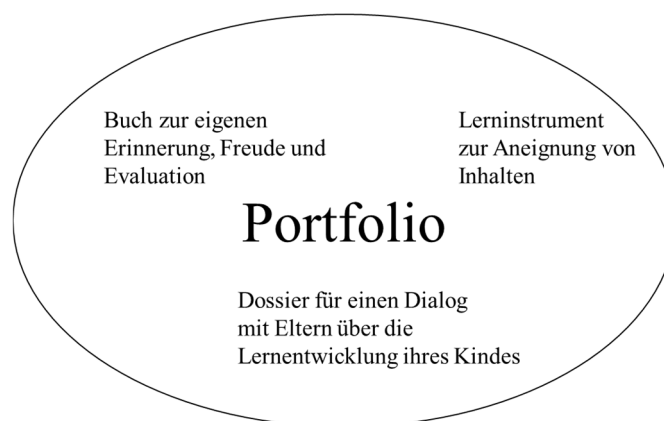 Buch zur eigenen
Erinnerung, Freude und
Evaluation
Lerninstrument
zur Aneignung von
Inhalten
Portfolio
Dossier für einen Dialog
mit Eltern über die
Lernentwicklung ihres Kindes